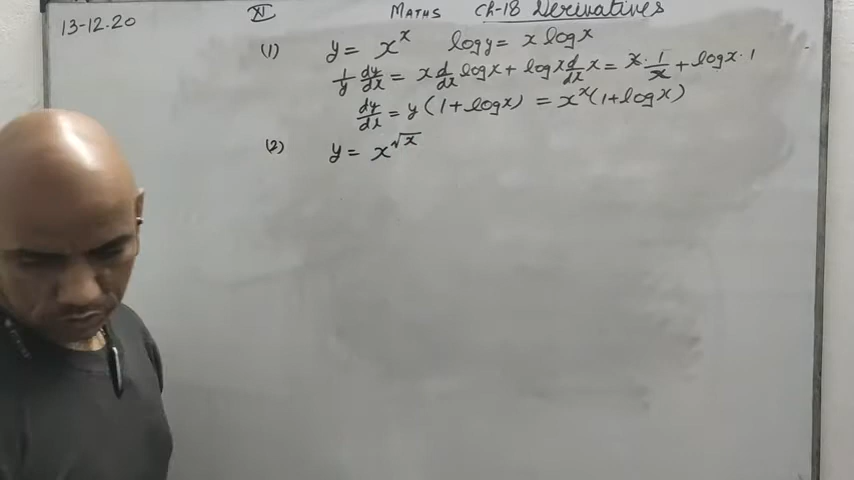 13-12-20 XI MATHS Ch-18 Derivatives
(1) y = x^x log y = x log x
1/y dy/dx = x d/dx log x + log x d/dx x = x · 1/x + log x · 1
dy/dx = y (1 + log x) = x^x (1 + log x)
(2) y = x^√x